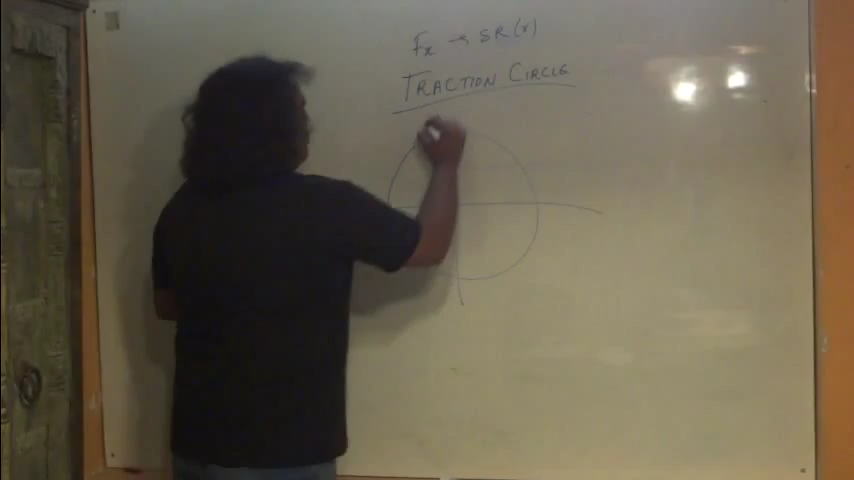 Fx → SR(x)
TRACTION CIRCLE